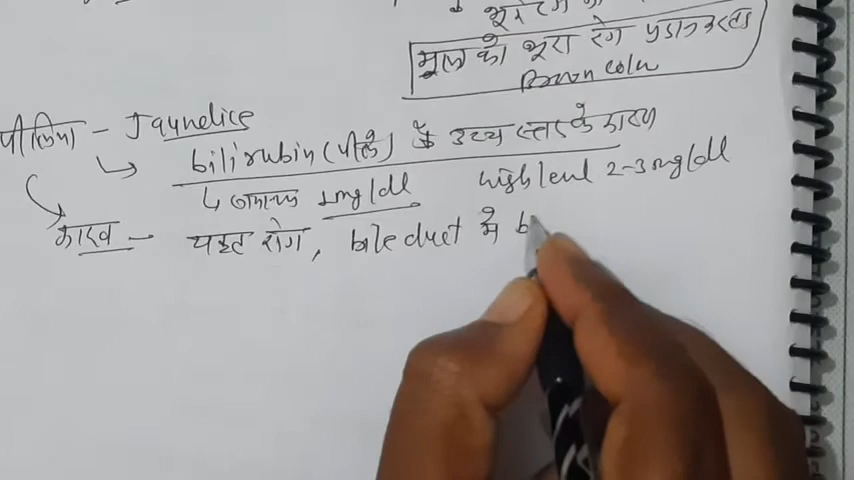 मूल को भूरा रंग प्रदान करता
Brown color
पीलिया - Jaundice
bilirubin (पीले) के उच्च स्तर के कारण
1mg/dl high level 2-3mg/dl
कारण - यकृत रोग, bile duct में b